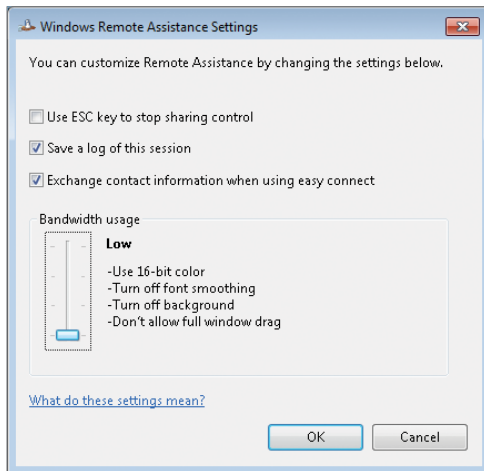 Windows Remote Assistance Settings
You can customize Remote Assistance by changing the settings below.
Use ESC key to stop sharing control
Save a log of this session
Exchange contact information when using easy connect
Bandwidth usage
Low
-Use 16-bit color
-Turn off font smoothing
-Turn off background
-Don't allow full window drag
What do these settings mean?
OK Cancel